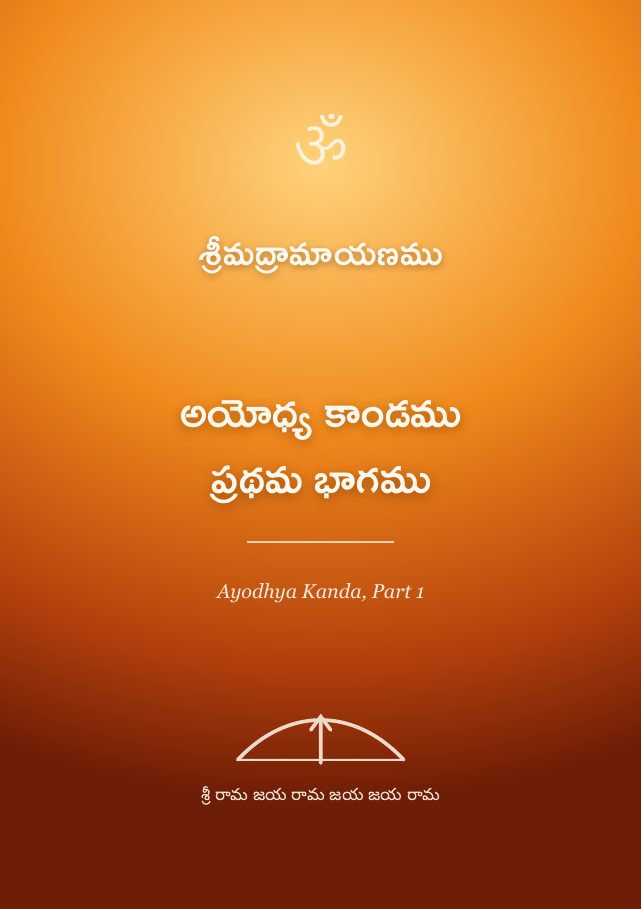 ॐ
శ్రీమద్రామాయణము
అయోధ్య కాండము
ప్రథమ భాగము
Ayodhya Kanda, Part 1
శ్రీ రామ జయ రామ జయ జయ రామ